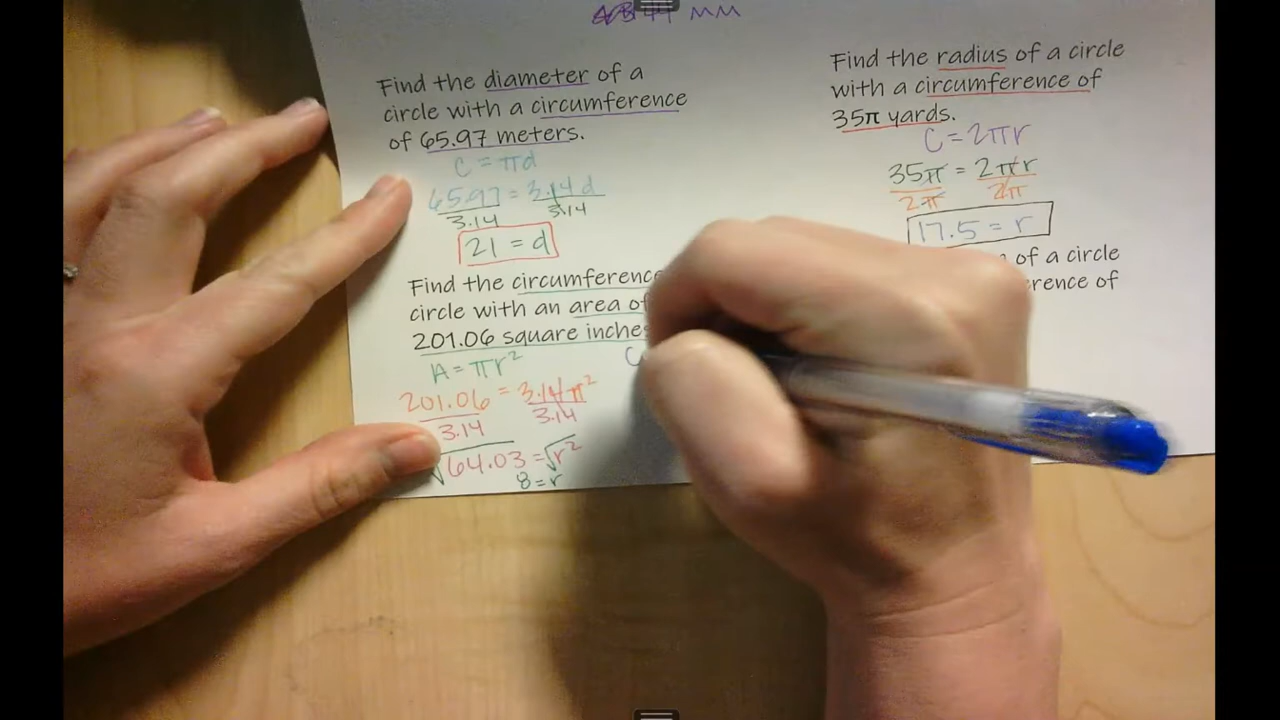 44 MM
Find the diameter of a
circle with a circumference
of 65.97 meters.
C = πd
65.97 = 3.14 d
3.14 3.14
21 = d
Find the circumference
circle with an area of
201.06 square inches
A = πr²
201.06 = 3.14 π²
3.14 3.14
√64.03 = √r²
8 = r
C
Find the radius of a circle
with a circumference of
35π yards.
C = 2πr
35π = 2πr
2π 2π
17.5 = r
of a circle
rence of